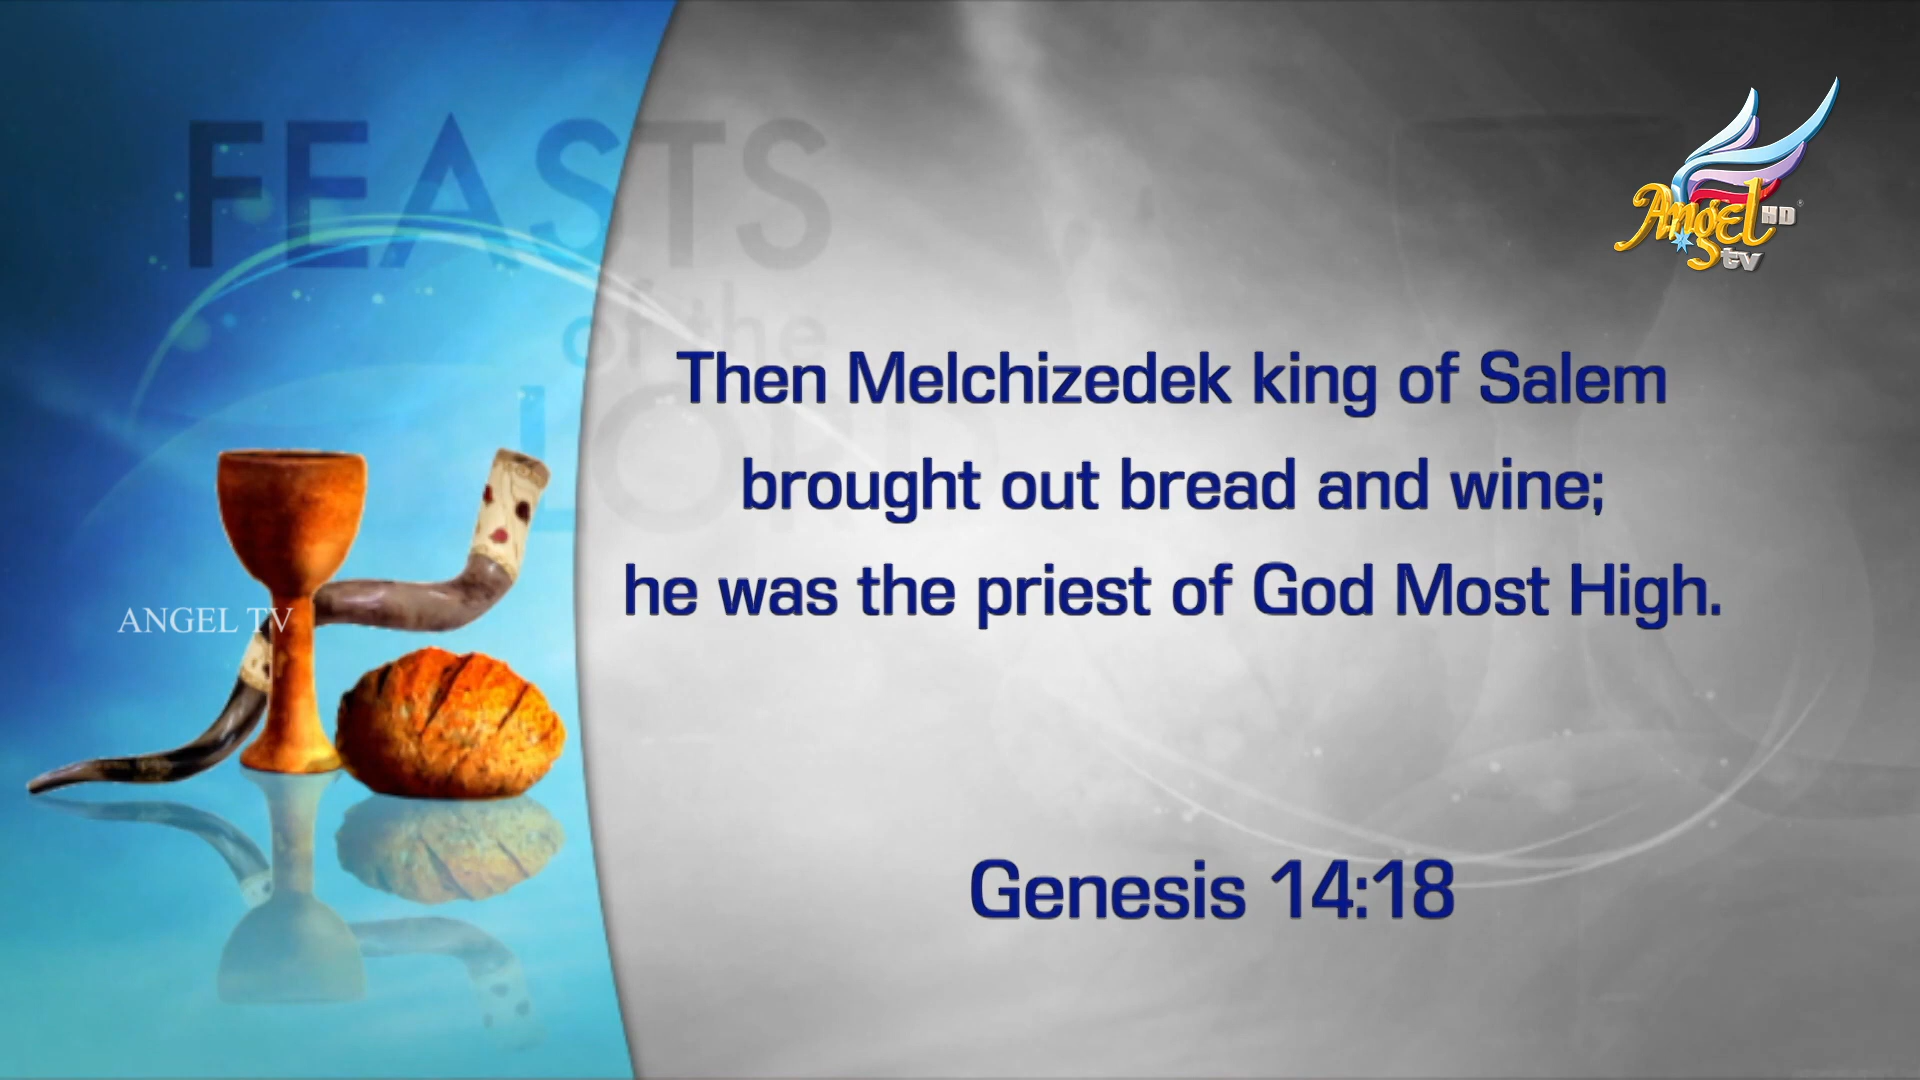 FEASTS
of the
LORD
Angel HD
tv
Then Melchizedek king of Salem
brought out bread and wine;
he was the priest of God Most High.
ANGEL TV
Genesis 14:18